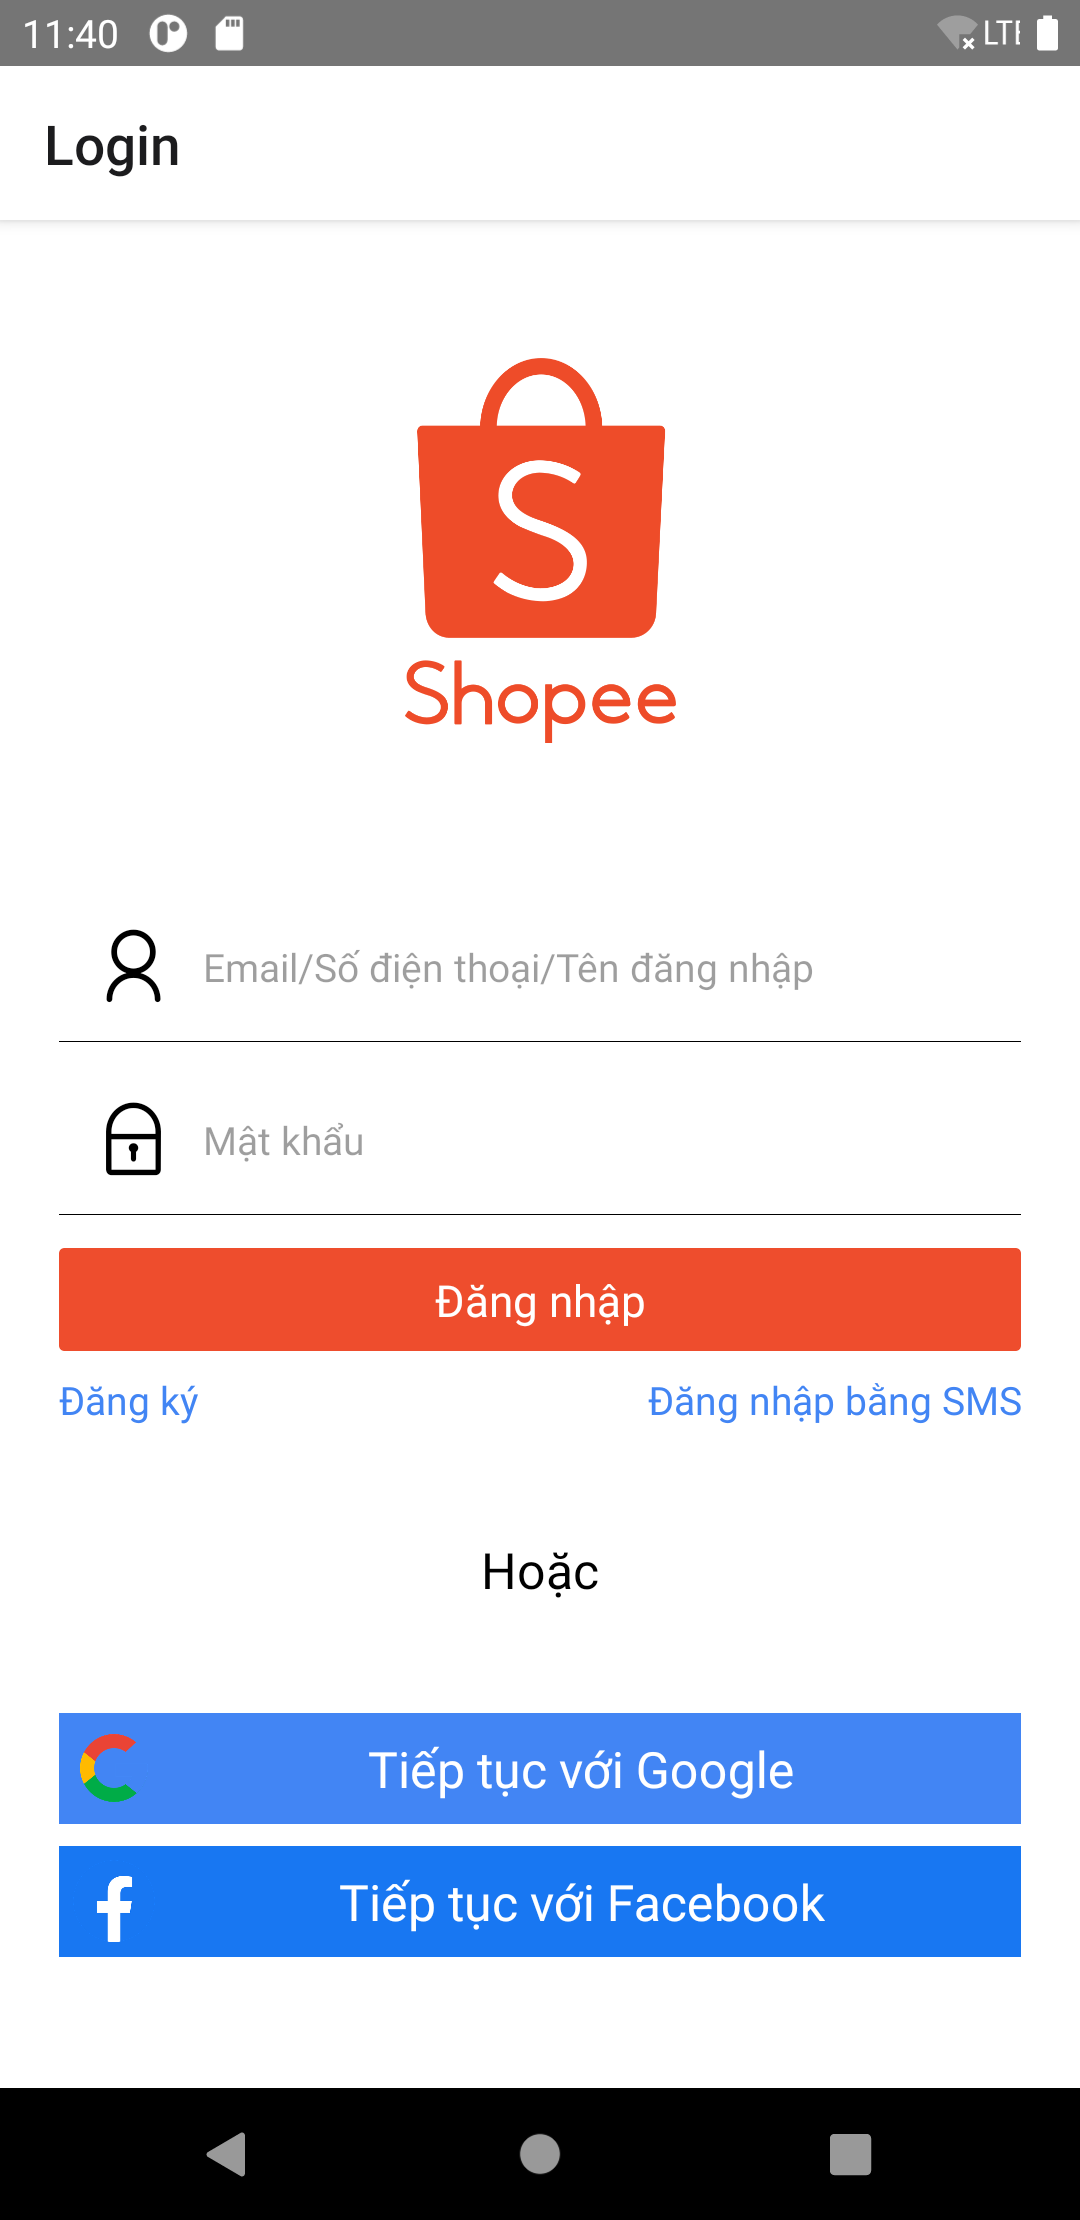 11:40 LTE
Login
S
Shopee
Email/Số điện thoại/Tên đăng nhập
Mật khẩu
Đăng nhập
Đăng ký Đăng nhập bằng SMS
Hoặc
Tiếp tục với Google
f Tiếp tục với Facebook